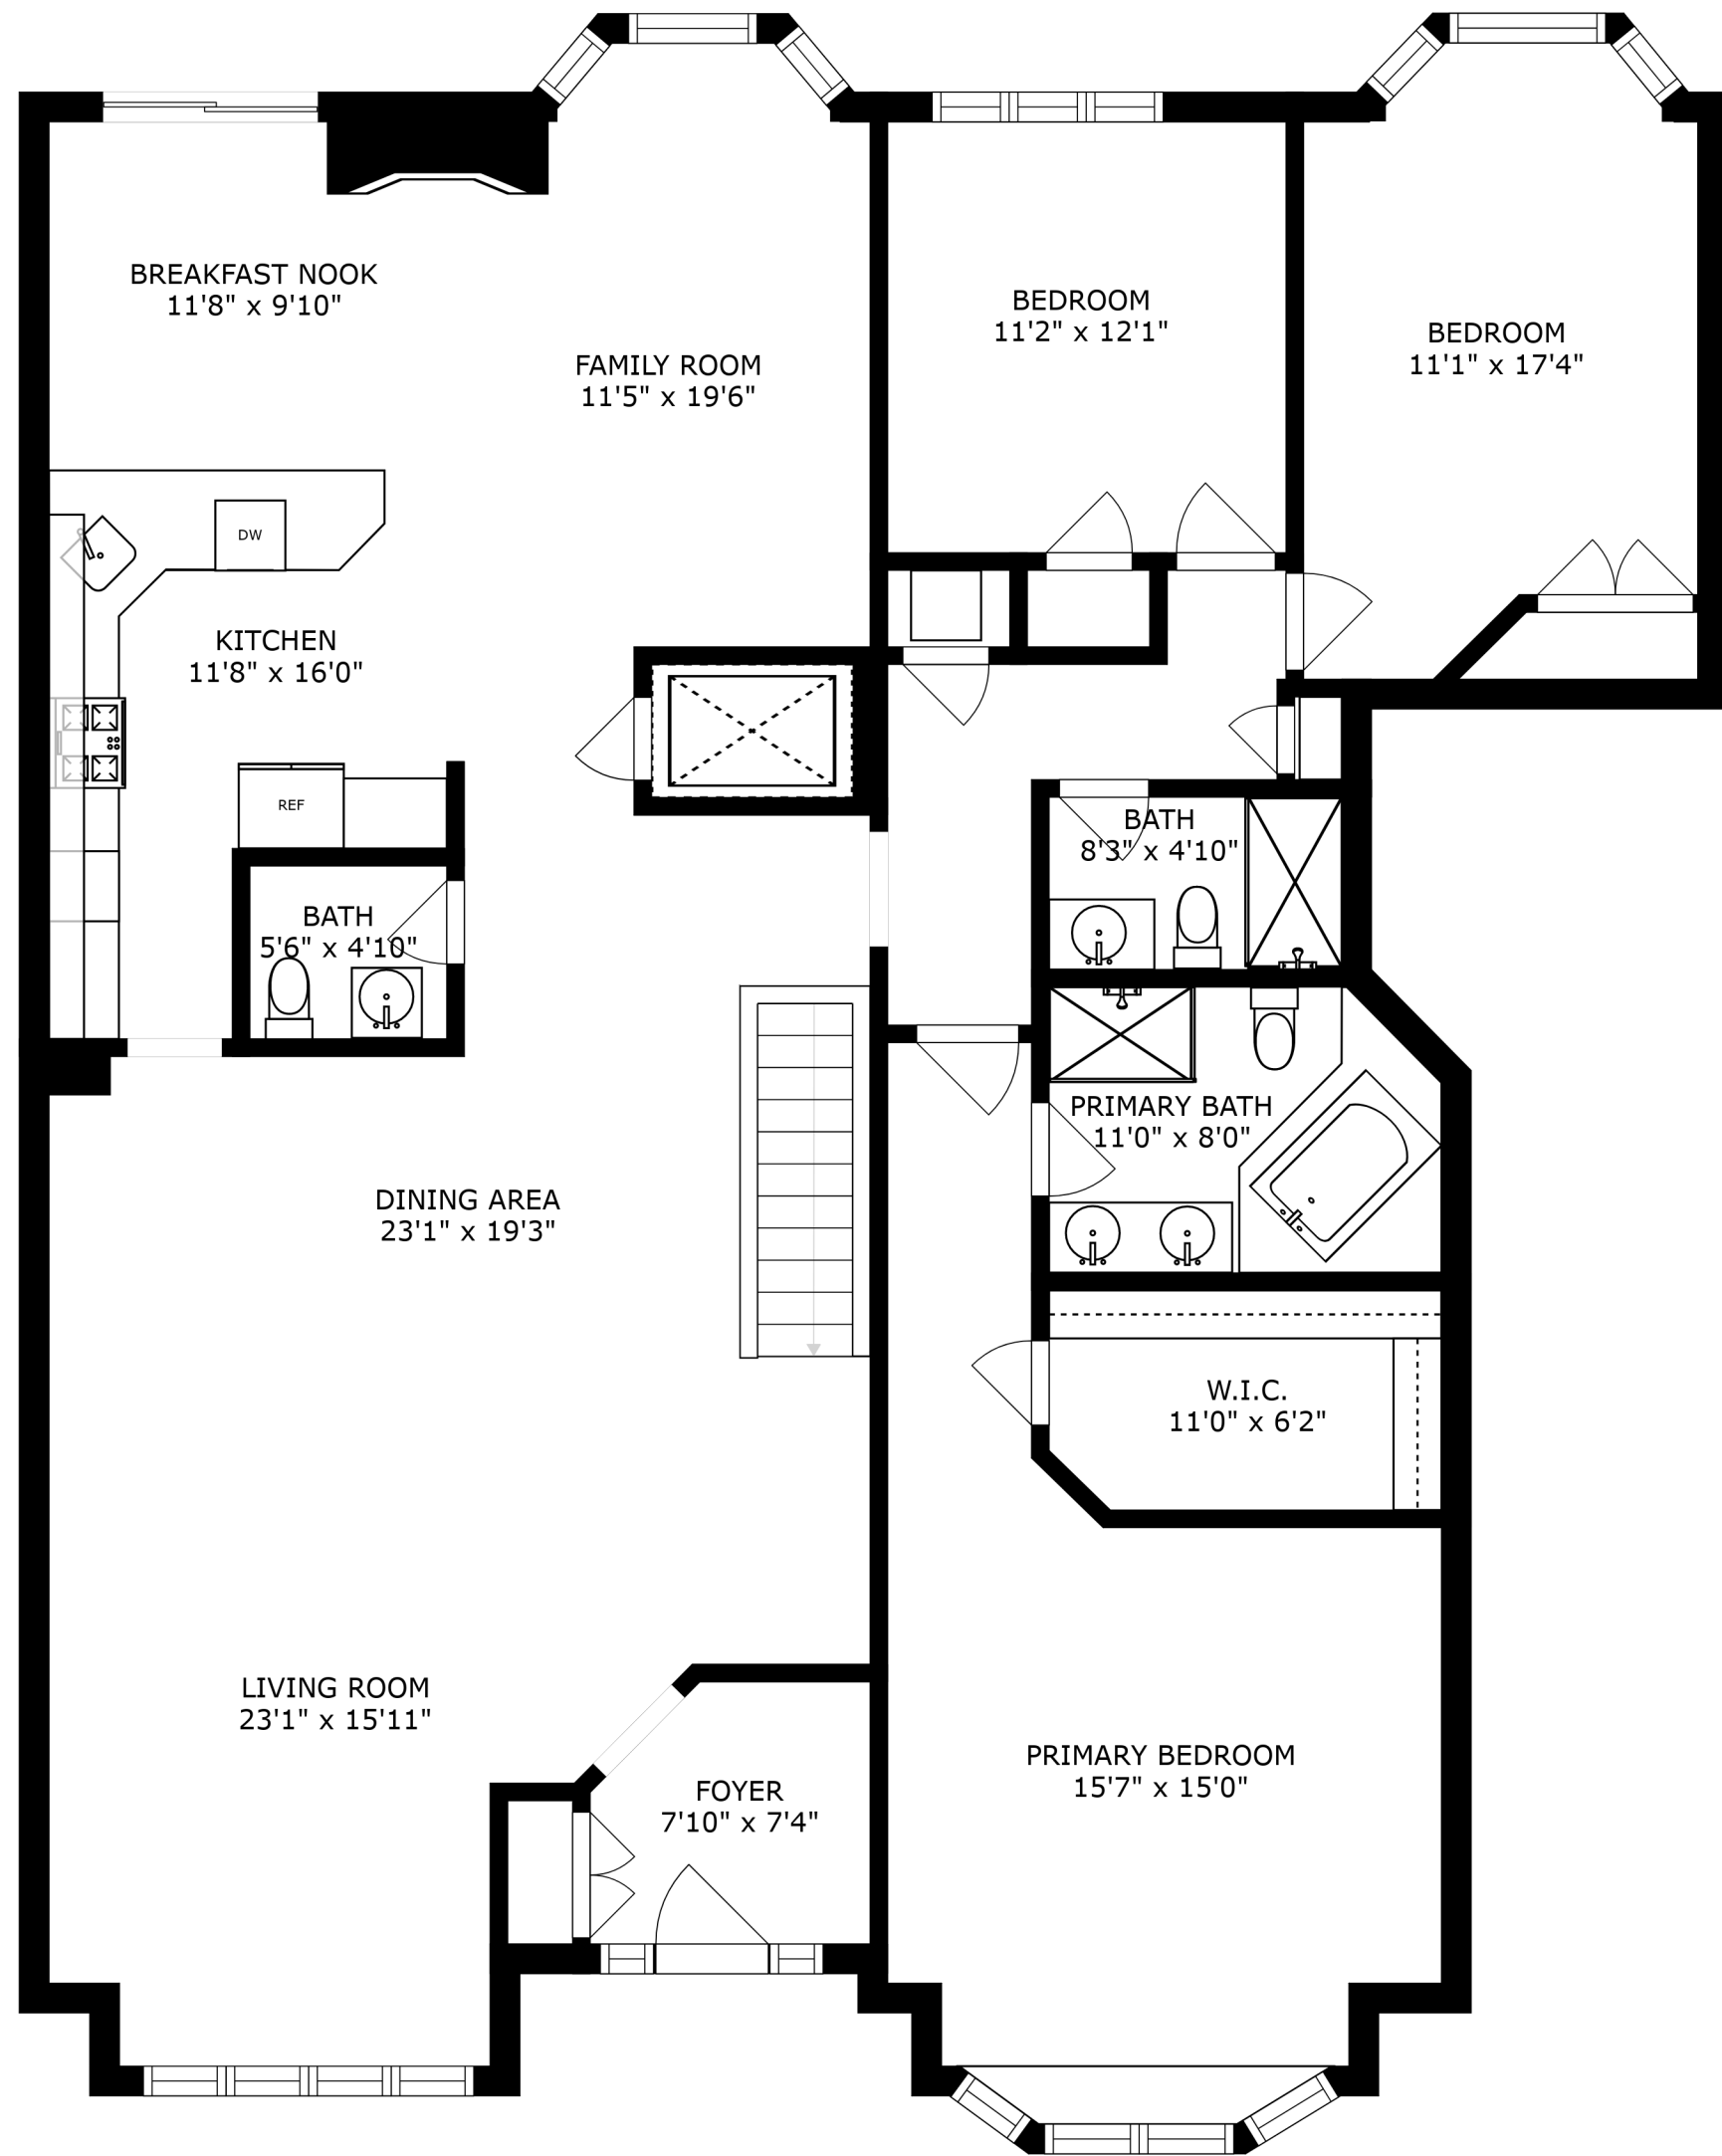 BREAKFAST NOOK
11'8" x 9'10"
FAMILY ROOM
11'5" x 19'6"
BEDROOM
11'2" x 12'1"
BEDROOM
11'1" x 17'4"
DW
KITCHEN
11'8" x 16'0"
REF
BATH
5'6" x 4'10"
BATH
8'3" x 4'10"
PRIMARY BATH
11'0" x 8'0"
DINING AREA
23'1" x 19'3"
W.I.C.
11'0" x 6'2"
LIVING ROOM
23'1" x 15'11"
FOYER
7'10" x 7'4"
PRIMARY BEDROOM
15'7" x 15'0"